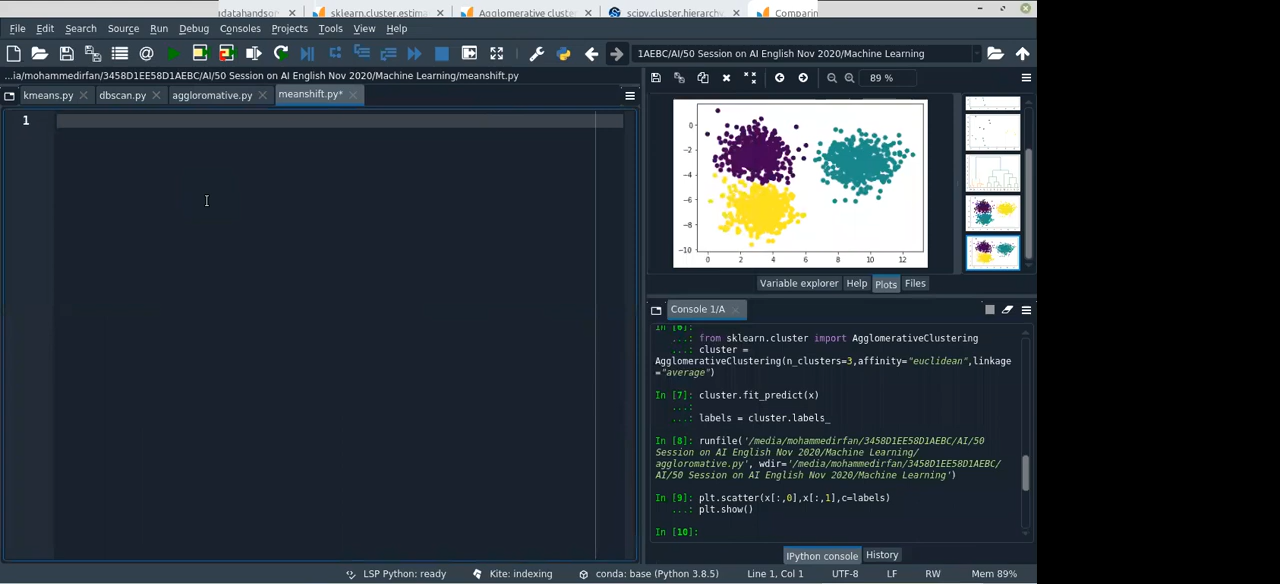 datahandson
sklearn.cluster.estima
Agglomerative cluste
scipy.cluster.hierarchy
Comparin
File Edit Search Source Run Debug Consoles Projects Tools View Help
1AEBC/AI/50 Session on AI English Nov 2020/Machine Learning
...ia/mohammedirfan/3458D1EE58D1AEBC/AI/50 Session on AI English Nov 2020/Machine Learning/meanshift.py
89 %
kmeans.py
dbscan.py
aggloromative.py
meanshift.py*
1
0
−2
−4
−6
−8
−10
0 2 4 6 8 10 12
Variable explorer Help Plots Files
Console 1/A
In [6]:
...: from sklearn.cluster import AgglomerativeClustering
...: cluster =
AgglomerativeClustering(n_clusters=3,affinity="euclidean",linkage
="average")
In [7]: cluster.fit_predict(x)
...:
...: labels = cluster.labels_
In [8]: runfile('/media/mohammedirfan/3458D1EE58D1AEBC/AI/50
Session on AI English Nov 2020/Machine Learning/
aggloromative.py', wdir='/media/mohammedirfan/3458D1EE58D1AEBC/
AI/50 Session on AI English Nov 2020/Machine Learning')
In [9]: plt.scatter(x[:,0],x[:,1],c=labels)
...: plt.show()
In [10]:
IPython console History
LSP Python: ready Kite: indexing conda: base (Python 3.8.5) Line 1, Col 1 UTF-8 LF RW Mem 89%